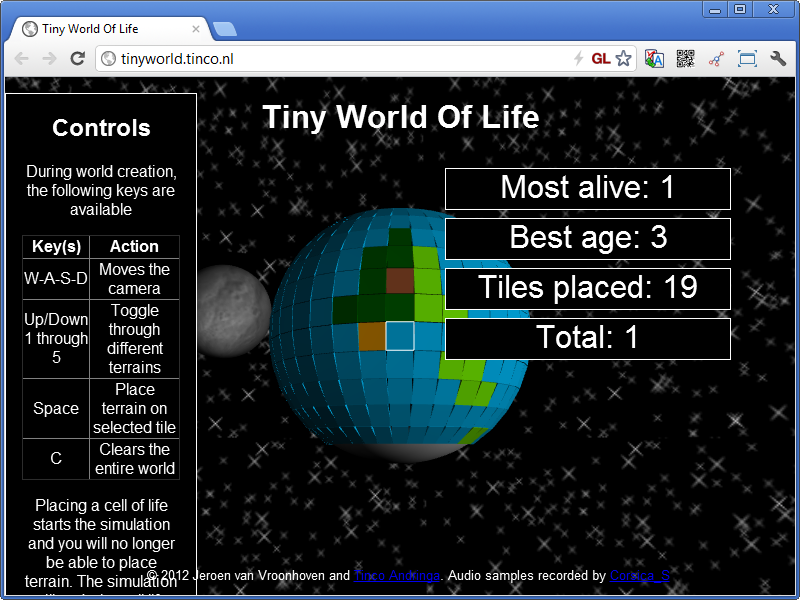 Tiny World Of Life
tinyworld.tinco.nl
GL
Tiny World Of Life
Controls
During world creation,
the following keys are
available
Key(s) Action
W-A-S-D Moves the
camera
Up/Down
1 through
5
Toggle
through
different
terrains
Space
Place
terrain on
selected tile
C
Clears the
entire world
Placing a cell of life
starts the simulation
and you will no longer
be able to place
terrain. The simulation
Most alive: 1
Best age: 3
Tiles placed: 19
Total: 1
© 2012 Jeroen van Vroonhoven and Tinco Andringa. Audio samples recorded by